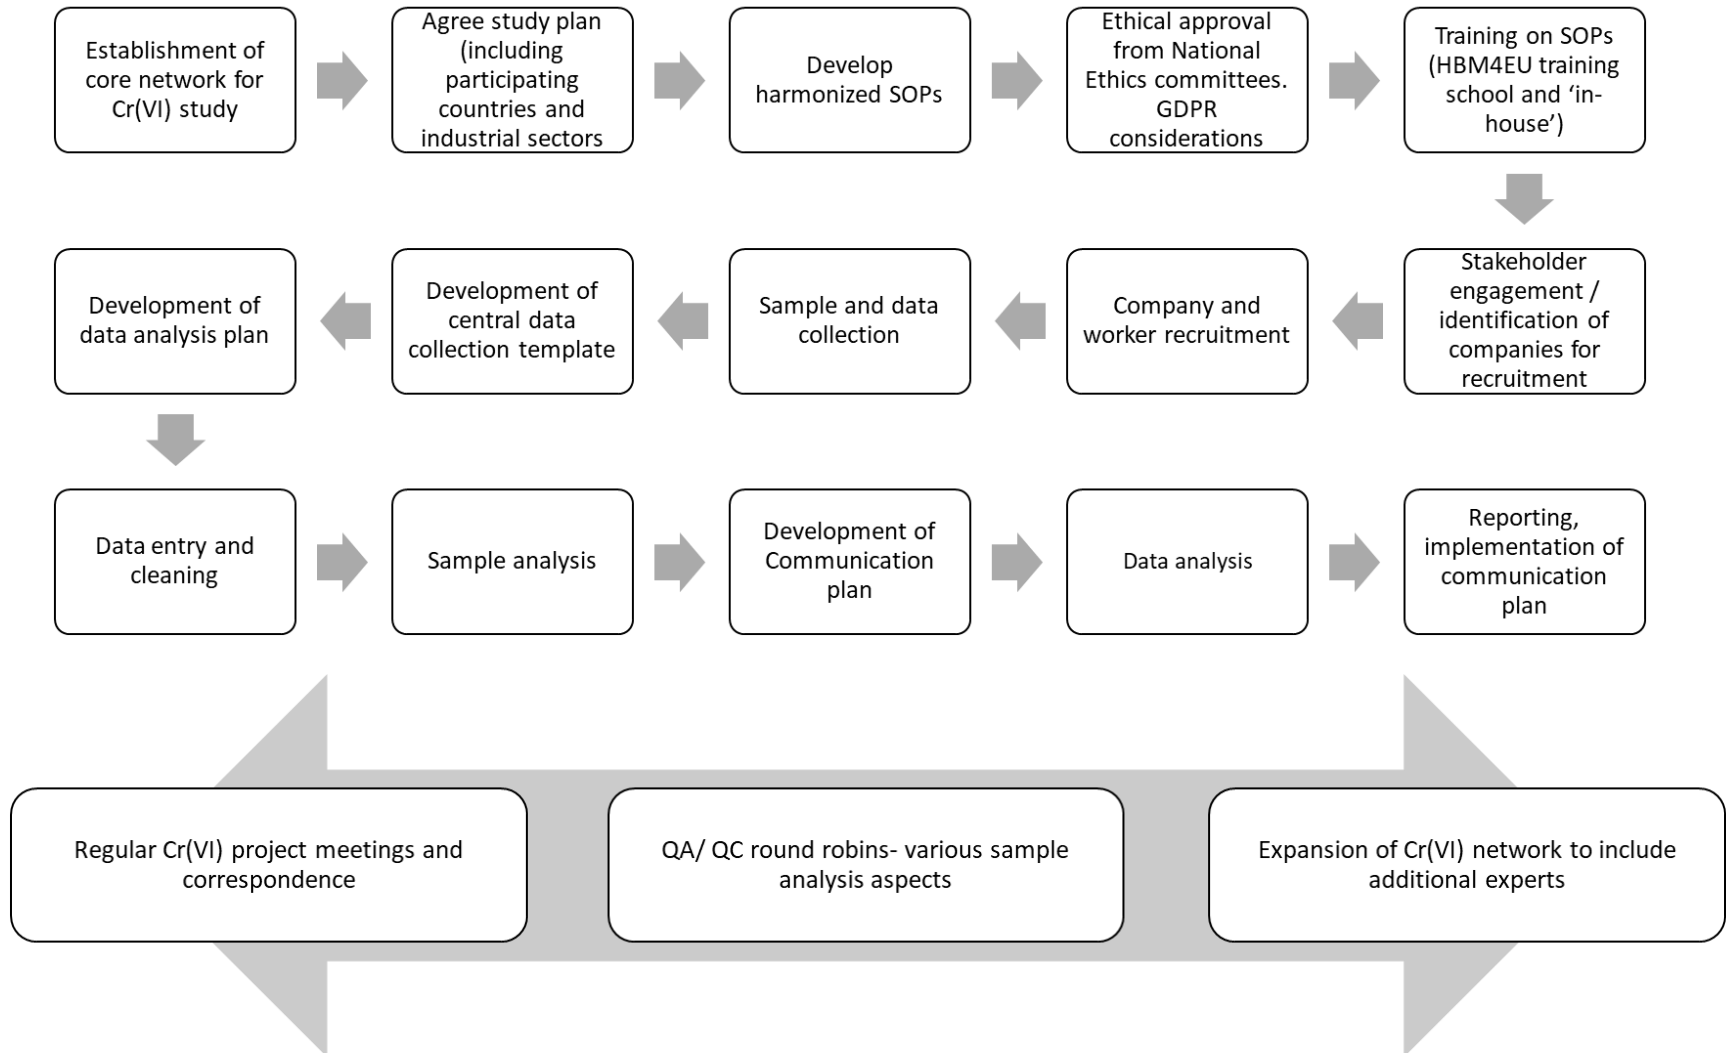 Establishment of
core network for
Cr(VI) study
Agree study plan
(including
participating
countries and
industrial sectors
Develop
harmonized SOPs
Ethical approval
from National
Ethics committees.
GDPR
considerations
Training on SOPs
(HBM4EU training
school and ‘in-
house’)
Stakeholder
engagement /
identification of
companies for
recruitment
Company and
worker recruitment
Sample and data
collection
Development of
central data
collection template
Development of
data analysis plan
Data entry and
cleaning
Sample analysis
Development of
Communication
plan
Data analysis
Reporting,
implementation of
communication
plan
Regular Cr(VI) project meetings and
correspondence
QA/ QC round robins- various sample
analysis aspects
Expansion of Cr(VI) network to include
additional experts